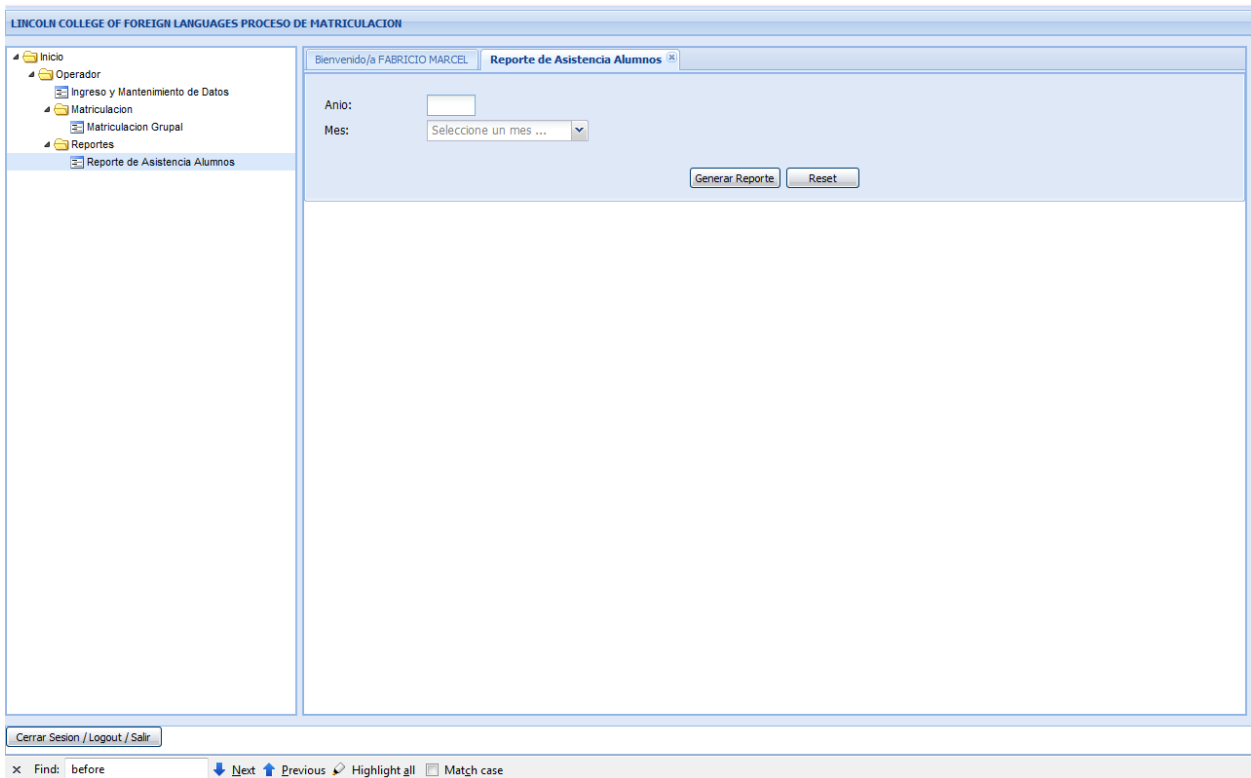 LINCOLN COLLEGE OF FOREIGN LANGUAGES PROCESO DE MATRICULACION
Inicio
Operador
Ingreso y Mantenimiento de Datos
Matriculacion
Matriculacion Grupal
Reportes
Reporte de Asistencia Alumnos
Bienvenido/a FABRICIO MARCEL Reporte de Asistencia Alumnos
Anio:
Mes: Seleccione un mes ...
Generar Reporte Reset
Cerrar Sesion / Logout / Salir
Find: before Next Previous Highlight all Match case